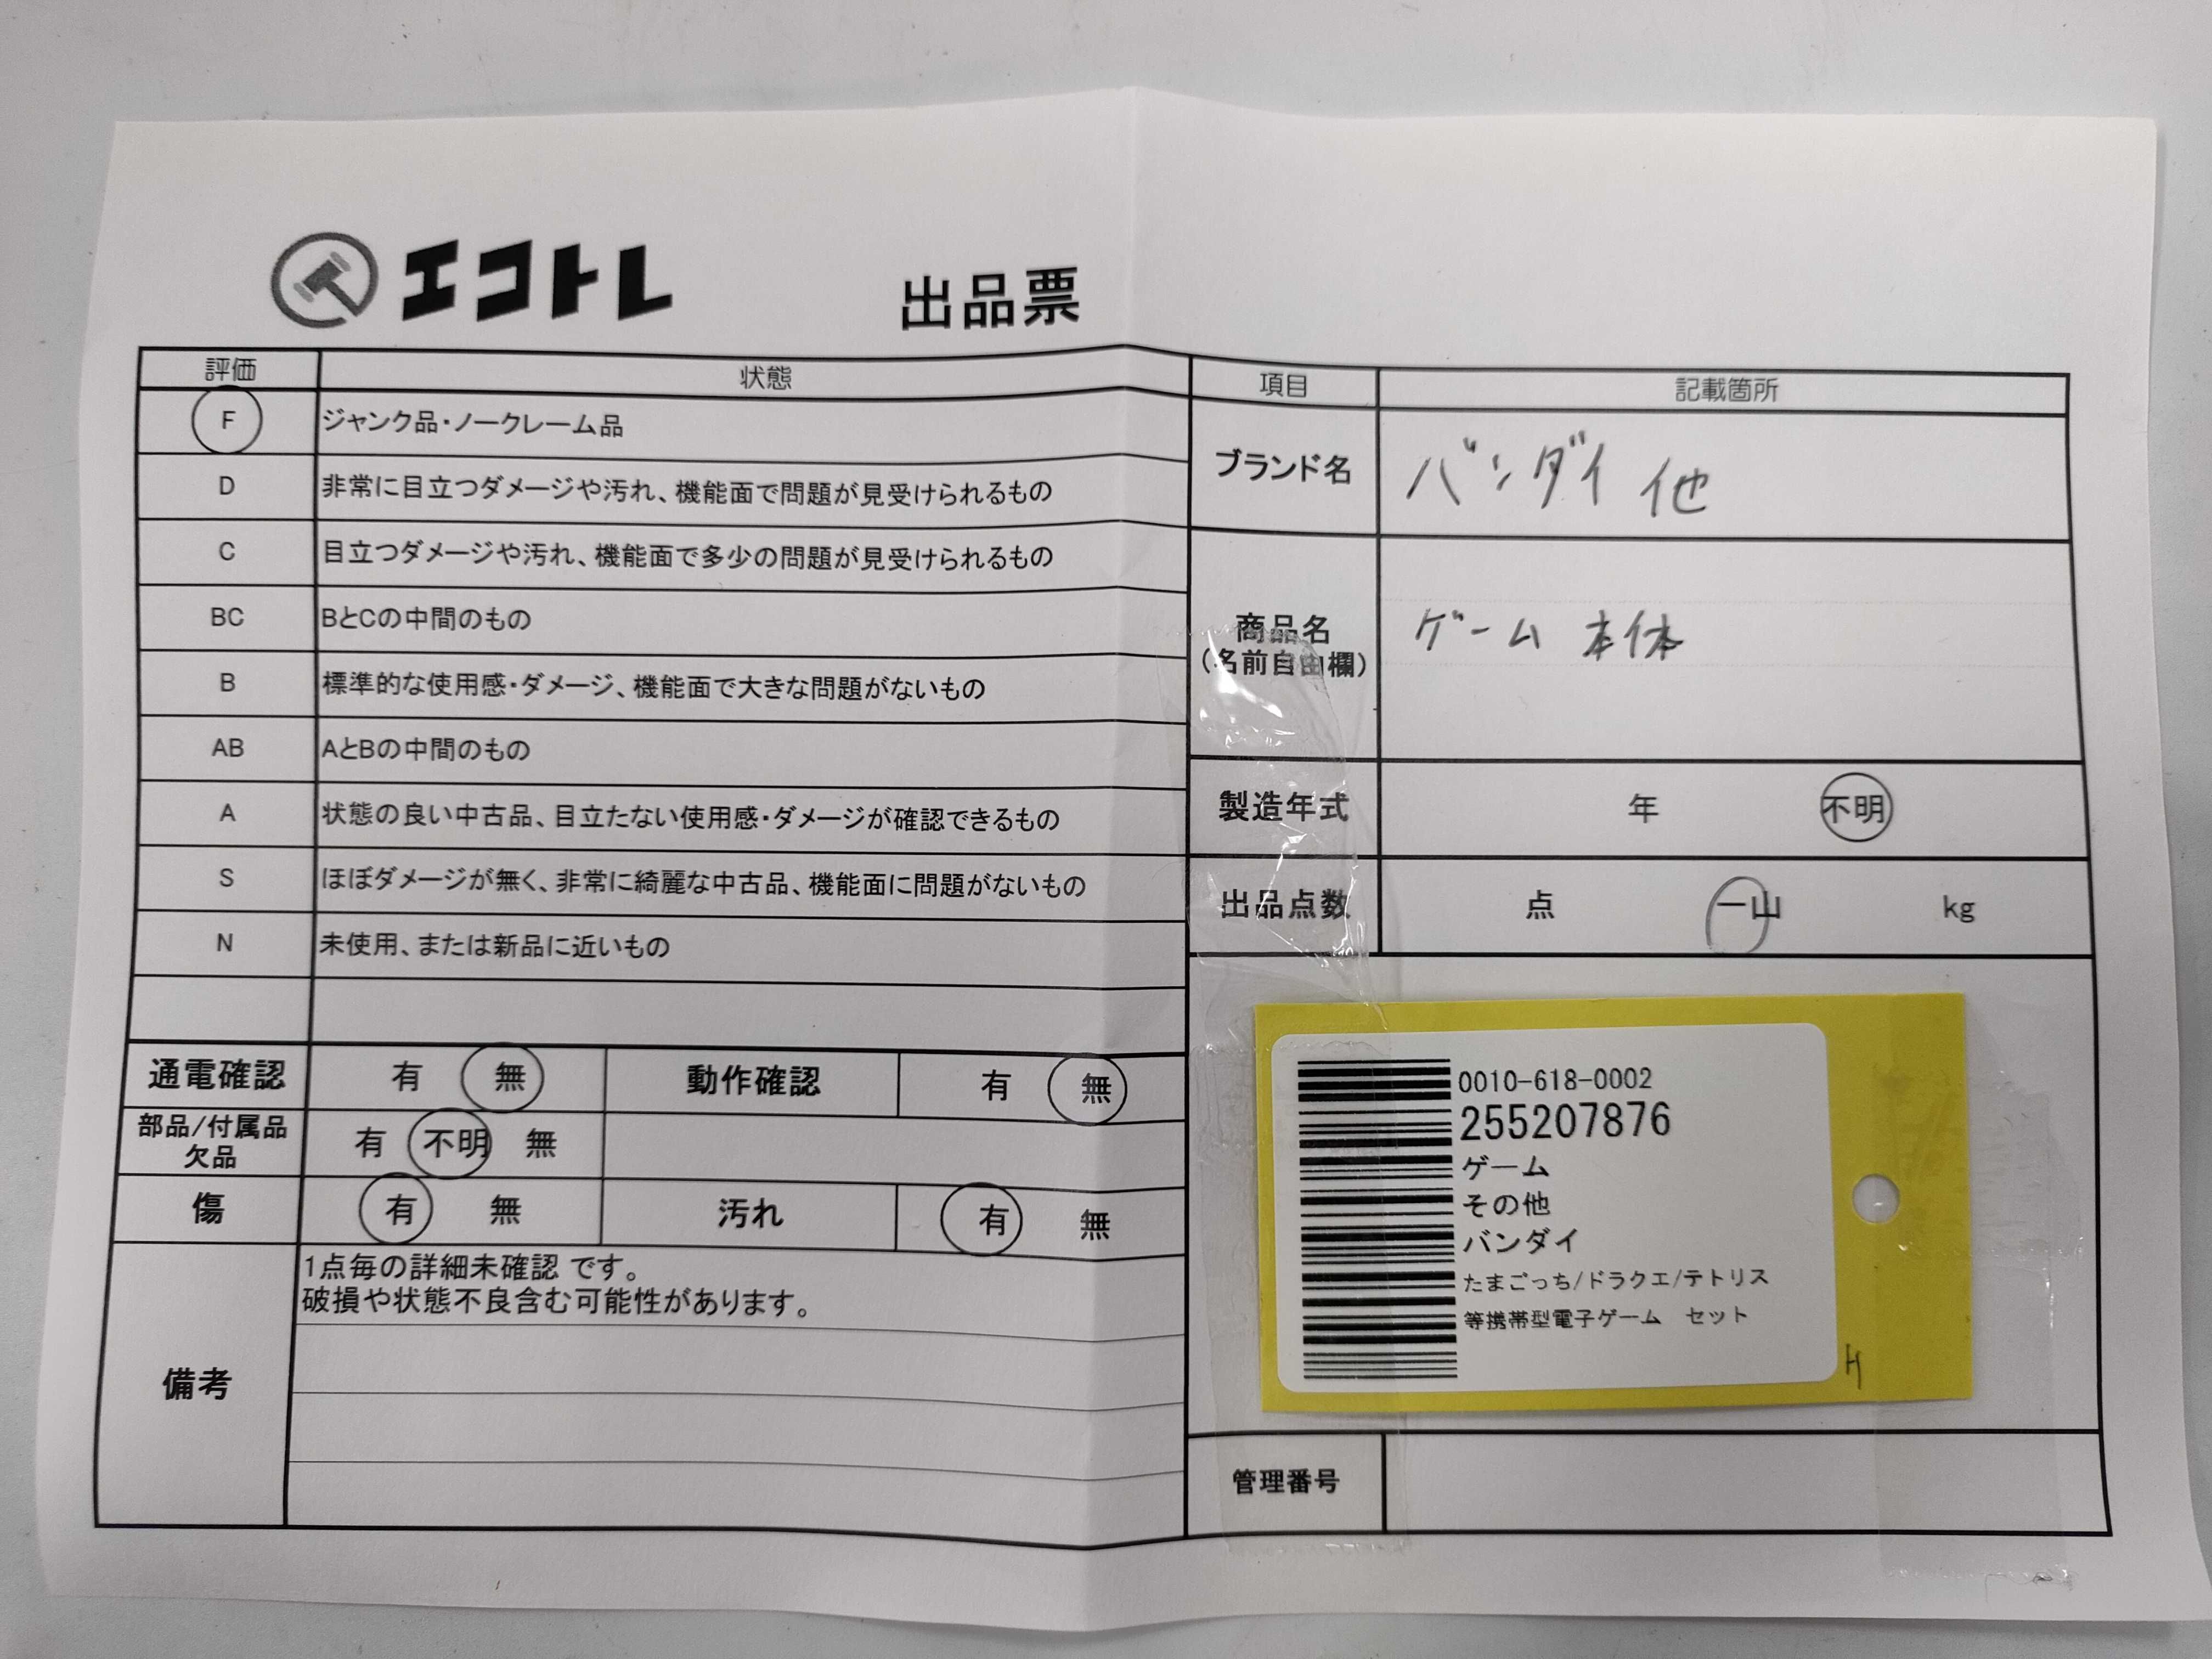 エコトレ
出品票
評価 状態
F ジャンク品・ノークレーム品
D 非常に目立つダメージや汚れ、機能面で問題が見受けられるもの
C 目立つダメージや汚れ、機能面で多少の問題が見受けられるもの
BC BとCの中間のもの
B 標準的な使用感・ダメージ、機能面で大きな問題がないもの
AB AとBの中間のもの
A 状態の良い中古品、目立たない使用感・ダメージが確認できるもの
S ほぼダメージが無く、非常に綺麗な中古品、機能面に問題がないもの
N 未使用、または新品に近いもの
通電確認 有 無 動作確認 有 無
部品/付属品
欠品
有 不明 無
傷 有 無 汚れ 有 無
備考
1点毎の詳細未確認 です。
破損や状態不良含む可能性があります。
項目 記載箇所
ブランド名 バンダイ 他
商品名
(名前自由欄)
ゲーム 本体
製造年式 年 不明
出品点数 点 一山 kg
0010-618-0002
255207876
ゲーム
その他
バンダイ
たまごっち/ドラクエ/テトリス
等携帯型電子ゲーム セット
H
管理番号